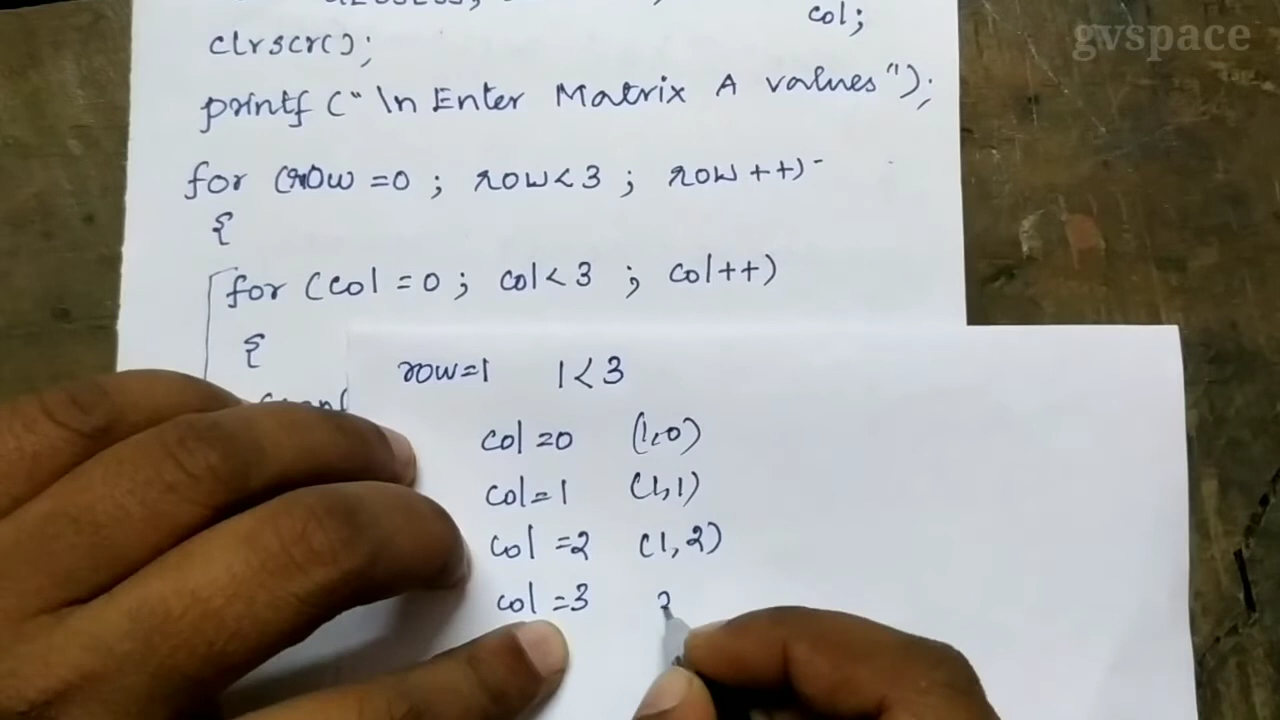 col;
gvspace
clrscr();
printf ("\n Enter Matrix A values");
for (row =0 ; row<3 ; row ++)
{
for (col =0 ; col<3 ; col++)
{
row=1 1<3
col =0 (1,0)
col=1 (1,1)
col =2 (1,2)
col =3